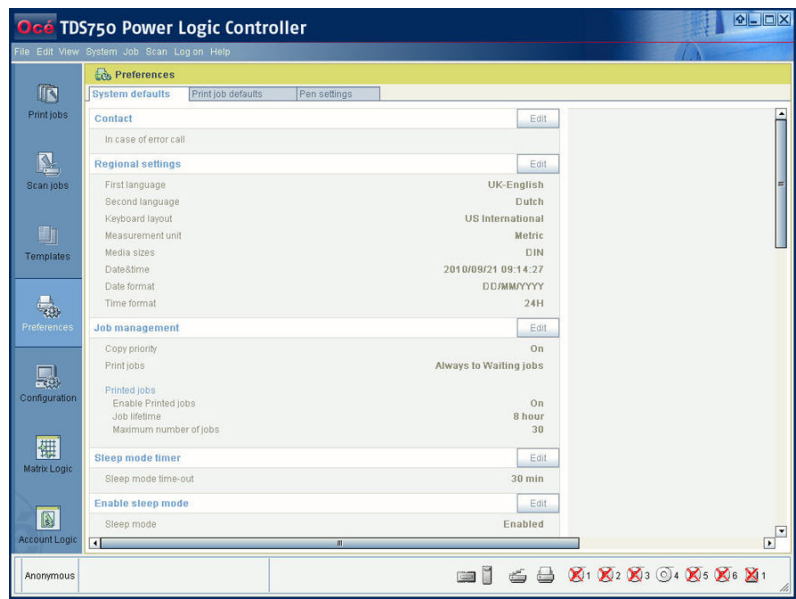 Océ TDS750 Power Logic Controller
File Edit View System Job Scan Log on Help
Preferences
System defaults Print job defaults Pen settings
Print jobs
Scan jobs
Templates
Preferences
Configuration
Matrix Logic
Account Logic
Contact Edit
In case of error call
Regional settings Edit
First language UK-English
Second language Dutch
Keyboard layout US International
Measurement unit Metric
Media sizes DIN
Date&time 2010/09/21 09:14:27
Date format DD/MM/YYYY
Time format 24H
Job management Edit
Copy priority On
Print jobs Always to Waiting jobs
Printed jobs
Enable Printed jobs On
Job lifetime 8 hour
Maximum number of jobs 30
Sleep mode timer Edit
Sleep mode time-out 30 min
Enable sleep mode Edit
Sleep mode Enabled
Anonymous 1 2 3 4 5 6 1